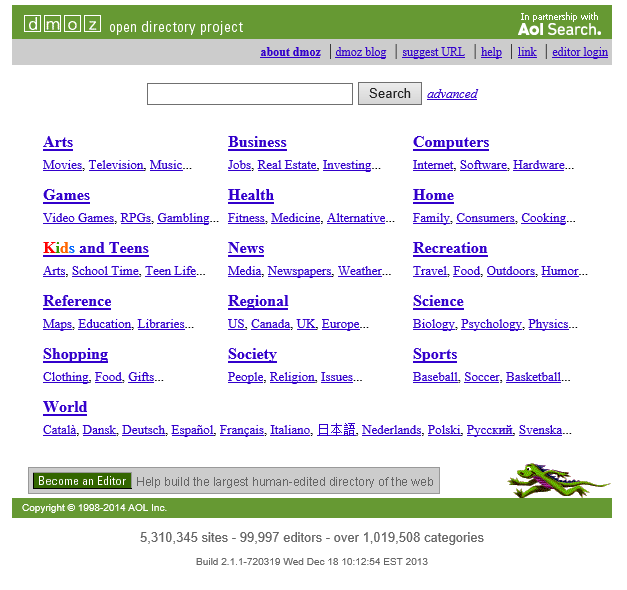 dmoz open directory project
In partnership with
Aol Search.
about dmoz | dmoz blog | suggest URL | help | link | editor login
Search advanced
Arts Business Computers
Movies, Television, Music... Jobs, Real Estate, Investing... Internet, Software, Hardware...
Games Health Home
Video Games, RPGs, Gambling... Fitness, Medicine, Alternative... Family, Consumers, Cooking...
Kids and Teens News Recreation
Arts, School Time, Teen Life... Media, Newspapers, Weather... Travel, Food, Outdoors, Humor...
Reference Regional Science
Maps, Education, Libraries... US, Canada, UK, Europe... Biology, Psychology, Physics...
Shopping Society Sports
Clothing, Food, Gifts... People, Religion, Issues... Baseball, Soccer, Basketball...
World
Català, Dansk, Deutsch, Español, Français, Italiano, 日本語, Nederlands, Polski, Русский, Svenska...
Become an Editor Help build the largest human-edited directory of the web
Copyright © 1998-2014 AOL Inc.
5,310,345 sites - 99,997 editors - over 1,019,508 categories
Build 2.1.1-720319 Wed Dec 18 10:12:54 EST 2013